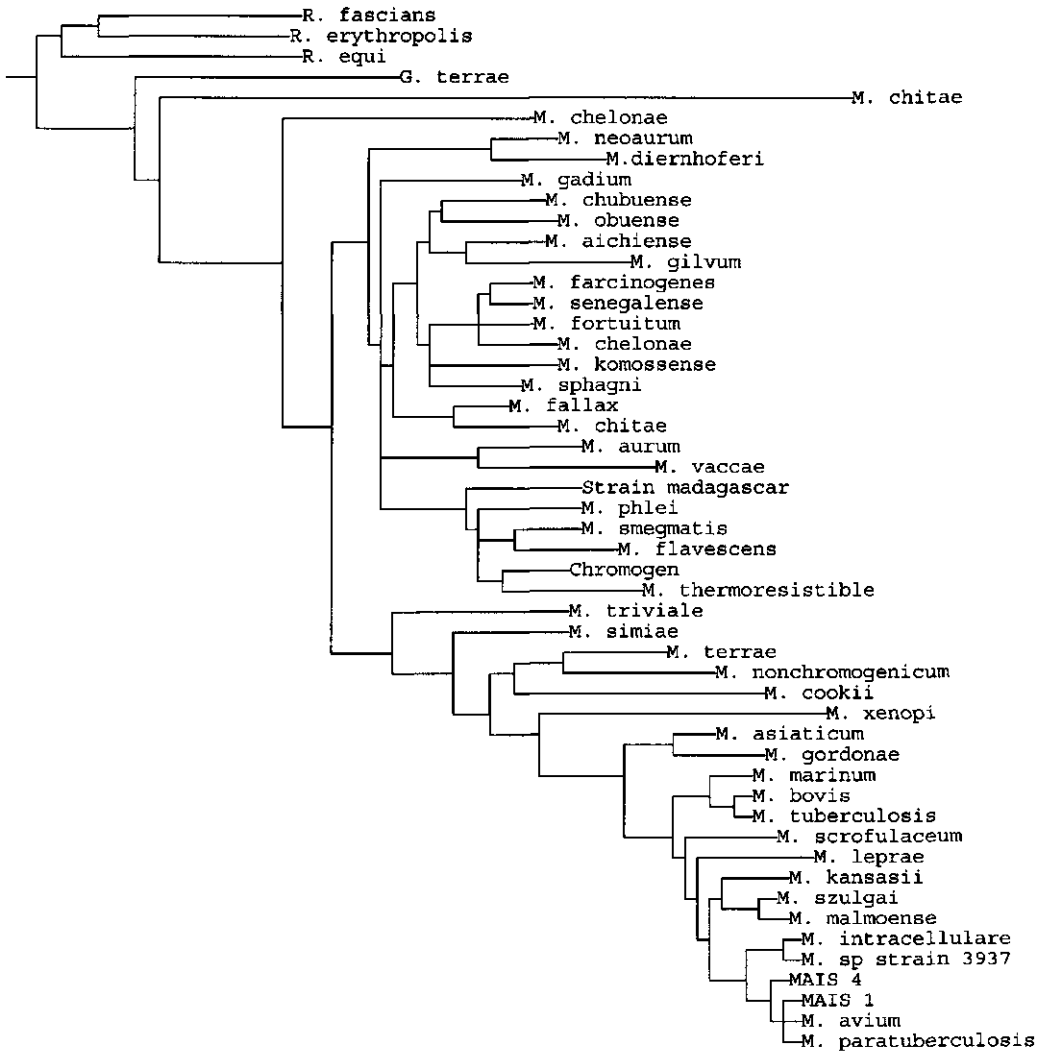 R. fascians
R. erythropolis
R. equi
G. terrae
M. chitae
M. chelonae
M. neoaurum
M.diernhoferi
M. gadium
M. chubuense
M. obuense
M. aichiense
M. gilvum
M. farcinogenes
M. senegalense
M. fortuitum
M. chelonae
M. komossense
M. sphagni
M. fallax
M. chitae
M. aurum
M. vaccae
Strain madagascar
M. phlei
M. smegmatis
M. flavescens
Chromogen
M. thermoresistible
M. triviale
M. simiae
M. terrae
M. nonchromogenicum
M. cookii
M. xenopi
M. asiaticum
M. gordonae
M. marinum
M. bovis
M. tuberculosis
M. scrofulaceum
M. leprae
M. kansasii
M. szulgai
M. malmoense
M. intracellulare
M. sp strain 3937
MAIS 4
MAIS 1
M. avium
M. paratuberculosis